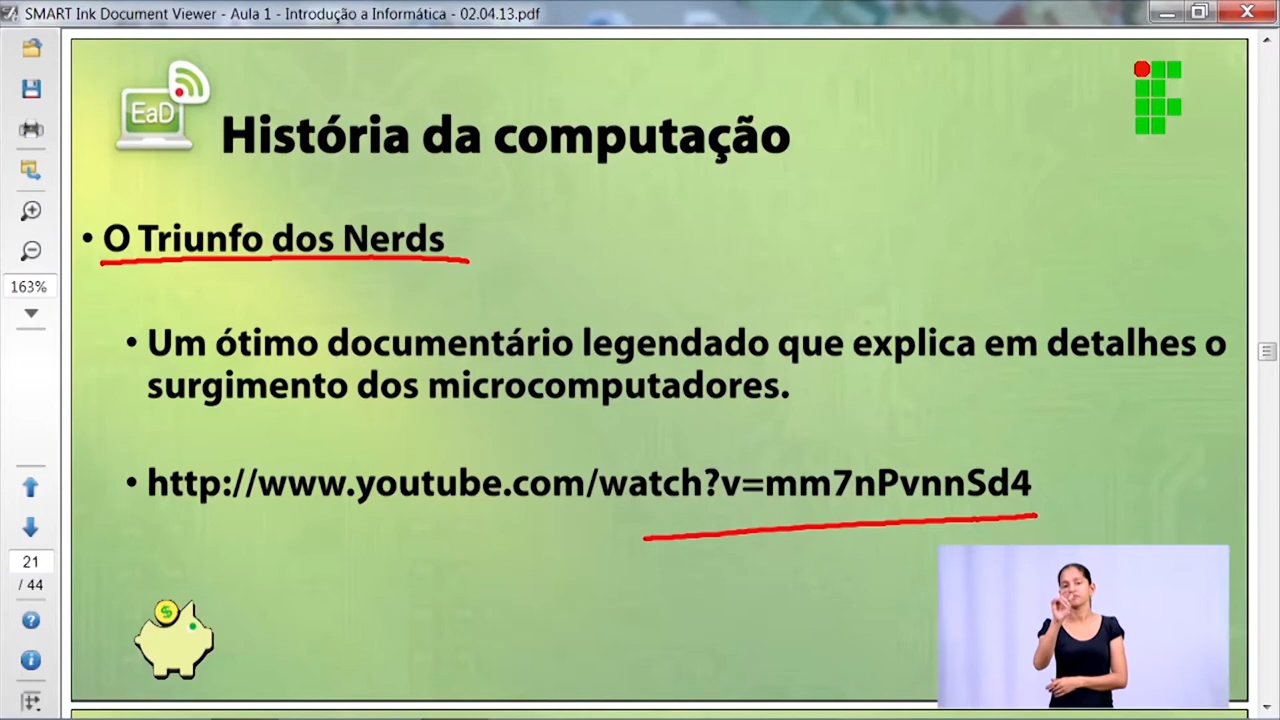 SMART Ink Document Viewer - Aula 1 - Introdução a Informática - 02.04.13.pdf
EaD
História da computação
• O Triunfo dos Nerds
• Um ótimo documentário legendado que explica em detalhes o
surgimento dos microcomputadores.
• http://www.youtube.com/watch?v=mm7nPvnnSd4
163%
21
/ 44
$